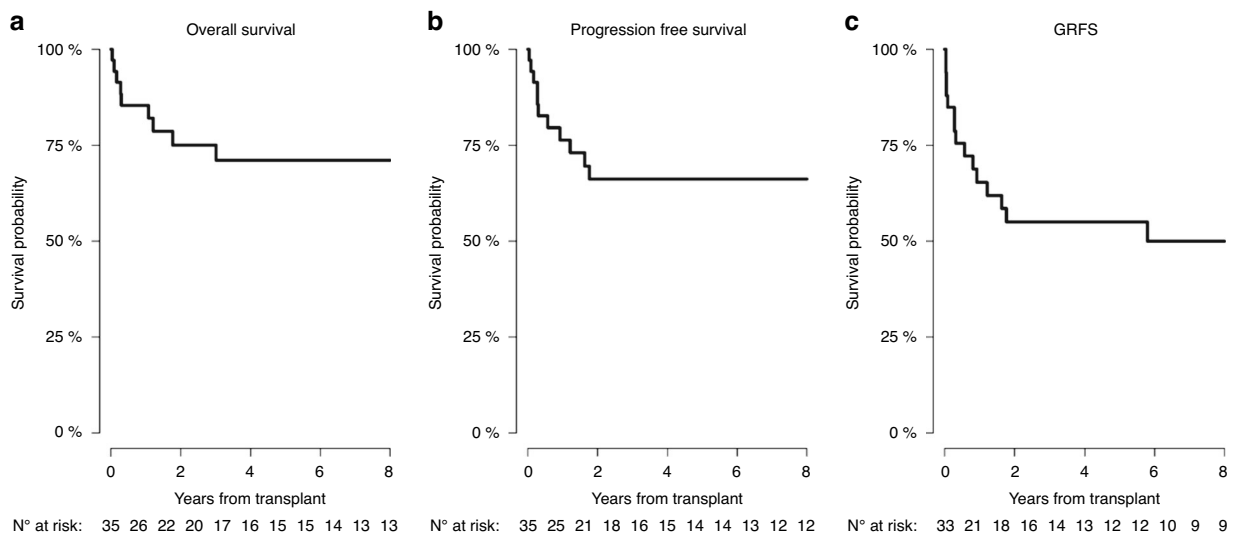 a
Overall survival
100 %
75 %
50 %
25 %
0 %
Survival probability
0 2 4 6 8
Years from transplant
N° at risk: 35 26 22 20 17 16 15 15 14 13 13
b
Progression free survival
100 %
75 %
50 %
25 %
0 %
Survival probability
0 2 4 6 8
Years from transplant
N° at risk: 35 25 21 18 16 15 14 14 13 12 12
c
GRFS
100 %
75 %
50 %
25 %
0 %
Survival probability
0 2 4 6 8
Years from transplant
N° at risk: 33 21 18 16 14 13 12 12 10 9 9